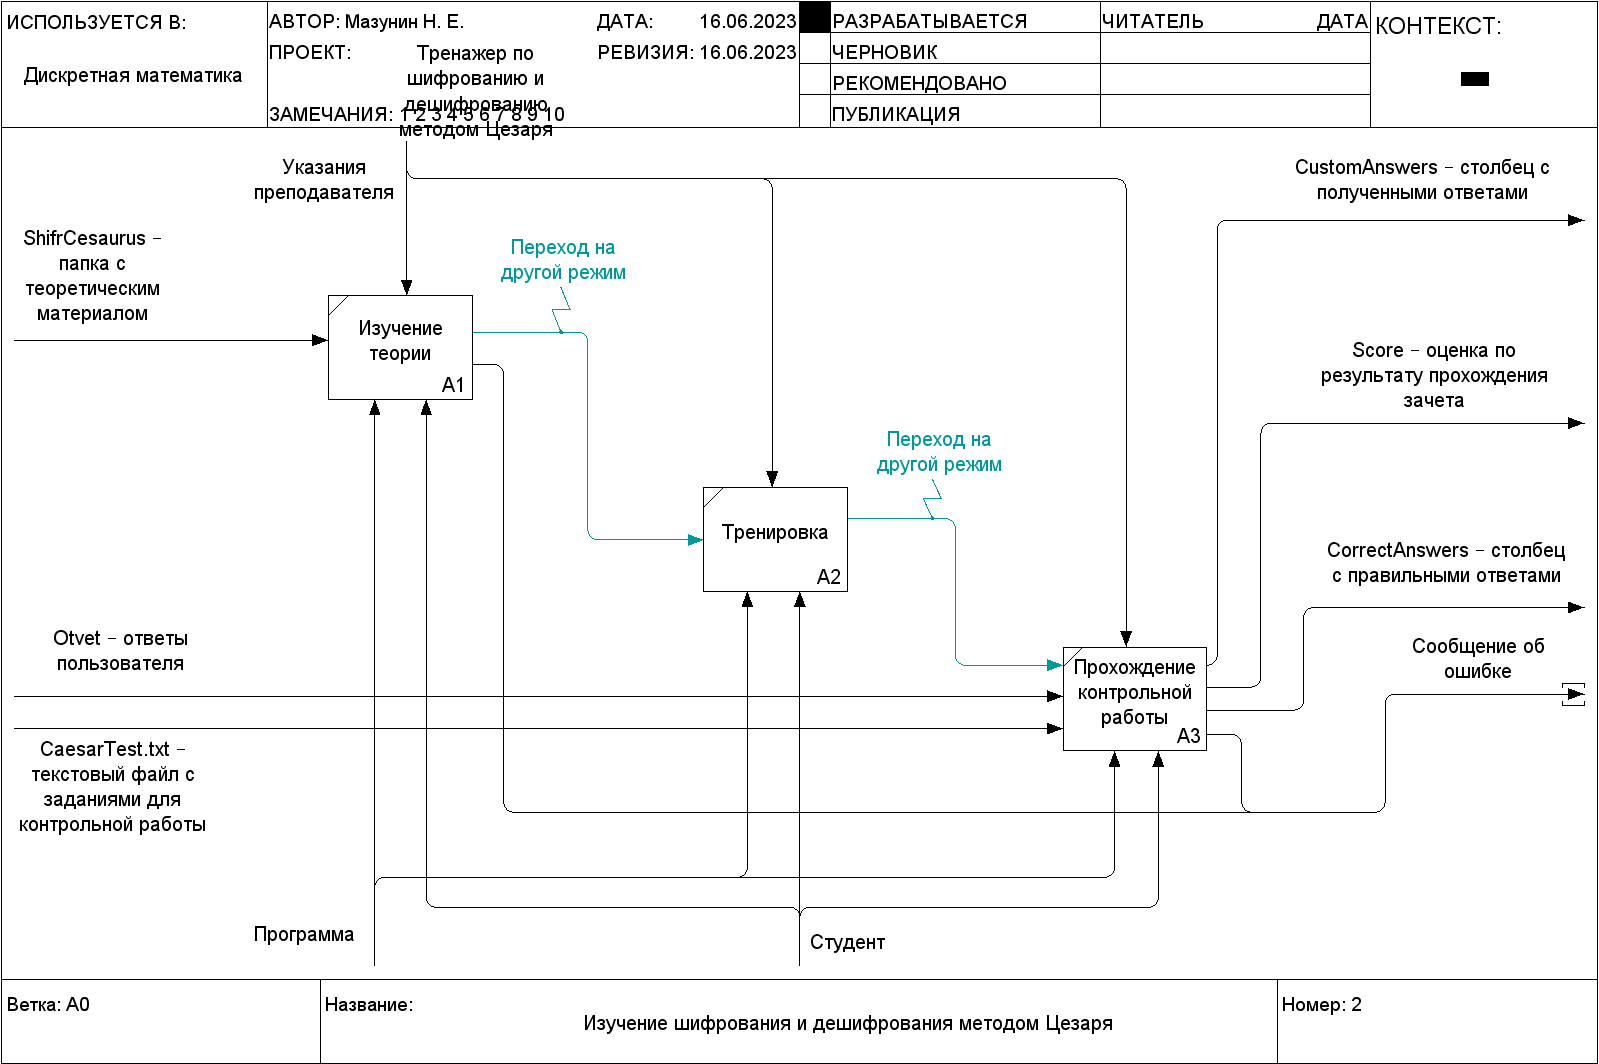 ИСПОЛЬЗУЕТСЯ В:
Дискретная математика
АВТОР: Мазунин Н. Е.
ДАТА: 16.06.2023
ПРОЕКТ:
Тренажер по
шифрованию и
дешифрованию
методом Цезаря
РЕВИЗИЯ: 16.06.2023
ЗАМЕЧАНИЯ: 1 2 3 4 5 6 7 8 9 10
РАЗРАБАТЫВАЕТСЯ
ЧЕРНОВИК
РЕКОМЕНДОВАНО
ПУБЛИКАЦИЯ
ЧИТАТЕЛЬ
ДАТА
КОНТЕКСТ:
Указания
преподавателя
CustomAnswers – столбец с
полученными ответами
ShifrCesaurus –
папка с
теоретическим
материалом
Переход на
другой режим
Изучение
теории
A1
Score – оценка по
результату прохождения
зачета
Переход на
другой режим
Тренировка
A2
CorrectAnswers – столбец
с правильными ответами
Otvet – ответы
пользователя
Сообщение об
ошибке
Прохождение
контрольной
работы
A3
CaesarTest.txt –
текстовый файл с
заданиями для
контрольной работы
Программа
Студент
Ветка: A0
Название:
Изучение шифрования и дешифрования методом Цезаря
Номер: 2